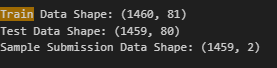 Train Data Shape: (1460, 81)
Test Data Shape: (1459, 80)
Sample Submission Data Shape: (1459, 2)